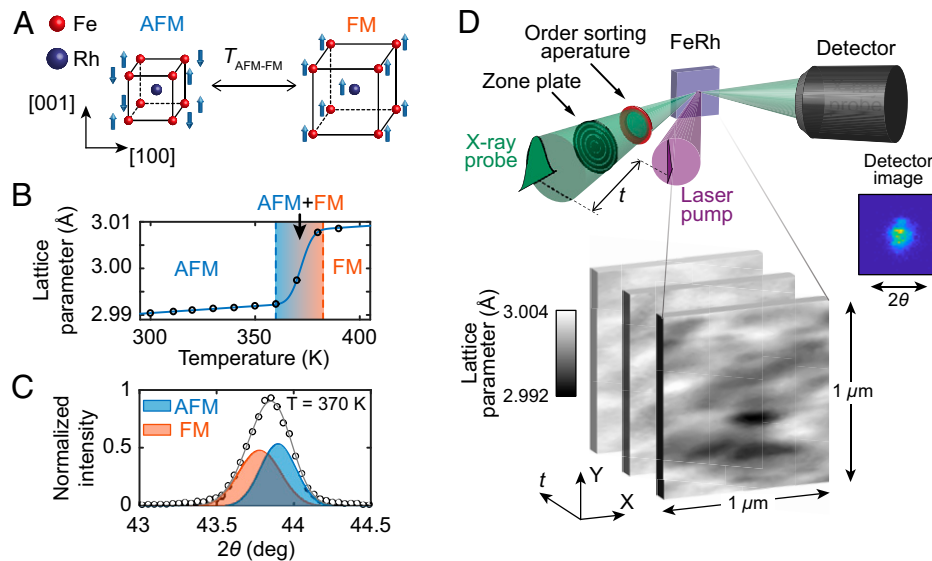 A
Fe
Rh
AFM
FM
T_AFM-FM
[001]
[100]
B
AFM+FM
3.01
3.00
2.99
Lattice
parameter (Å)
AFM
FM
300
350
400
Temperature (K)
C
1
0.5
0
Normalized
intensity
AFM
FM
T = 370 K
43
43.5
44
44.5
2θ (deg)
D
Order sorting
aperature
FeRh
Detector
Zone plate
probe
X-ray
probe
t
Laser
pump
Detector
image
2θ
Lattice
parameter (Å)
3.004
2.992
1 μm
1 μm
t
Y
X